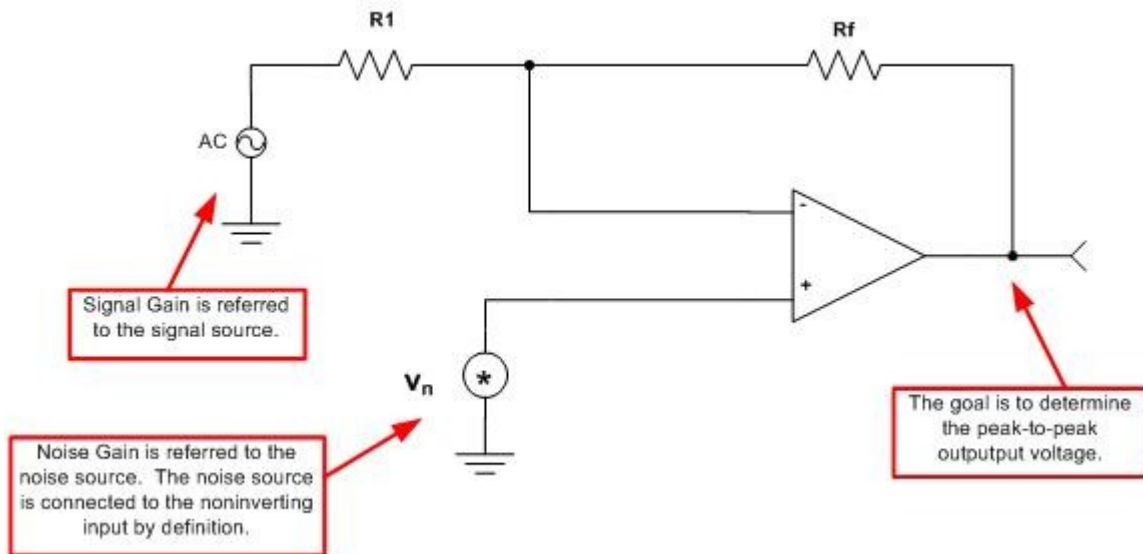 R1
Rf
AC
-
+
Signal Gain is referred
to the signal source.
Vn
*
The goal is to determine
the peak-to-peak
outputput voltage.
Noise Gain is referred to the
noise source. The noise source
is connected to the noninverting
input by definition.